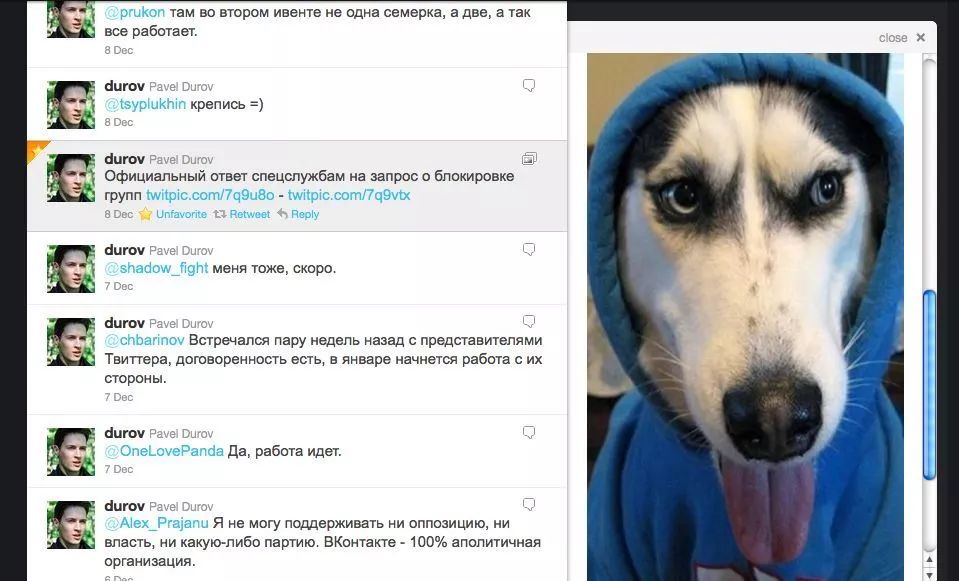 @prukon там во втором ивенте не одна семерка, а две, а так
все работает.
8 Dec
durov Pavel Durov
@tsyplukhin крепись =)
8 Dec
durov Pavel Durov
Официальный ответ спецслужбам на запрос о блокировке
групп twitpic.com/7q9u8o - twitpic.com/7q9vtx
8 Dec Unfavorite Retweet Reply
durov Pavel Durov
@shadow_fight меня тоже, скоро.
7 Dec
durov Pavel Durov
@chbarinov Встречался пару недель назад с представителями
Твиттера, договоренность есть, в январе начнется работа с их
стороны.
7 Dec
durov Pavel Durov
@OneLovePanda Да, работа идет.
7 Dec
durov Pavel Durov
@Alex_Prajanu Я не могу поддерживать ни оппозицию, ни
власть, ни какую-либо партию. ВКонтакте - 100% аполитичная
организация.
6 Dec
close ×